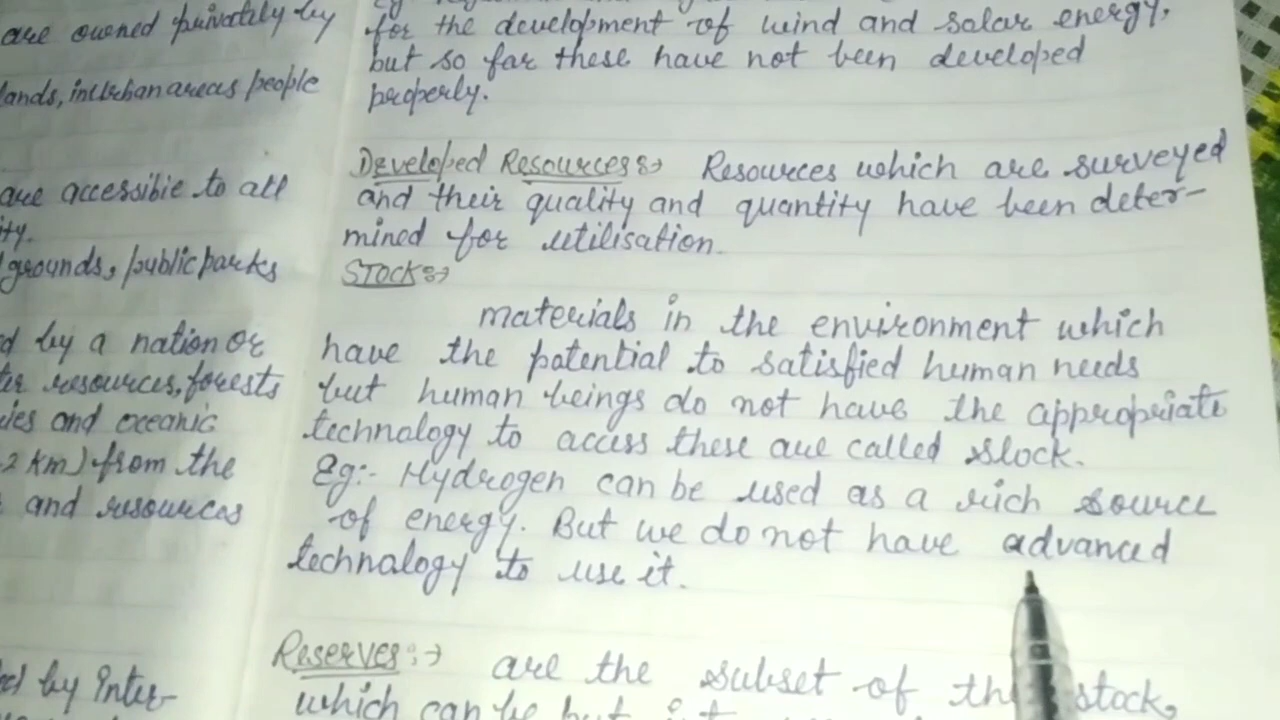 are owned privately by
lands, in urban areas people
are accessible to all
ity.
grounds, public parks
d by a nation or
ter resources, forests
ies and oceanic
2 km) from the
and resources
by Inter-
for the development of wind and solar energy,
but so far these have not been developed
properly.
Developed Resources:→ Resources which are surveyed
and their quality and quantity have been deter-
mined for utilisation.
STOCK:→
materials in the environment which
have the potential to satisfied human needs
but human beings do not have the appropriate
technology to access these are called stock.
Eg:- Hydrogen can be used as a rich source
of energy. But we do not have advanced
technology to use it.
Reserves:→ are the subset of the stock,
which can be